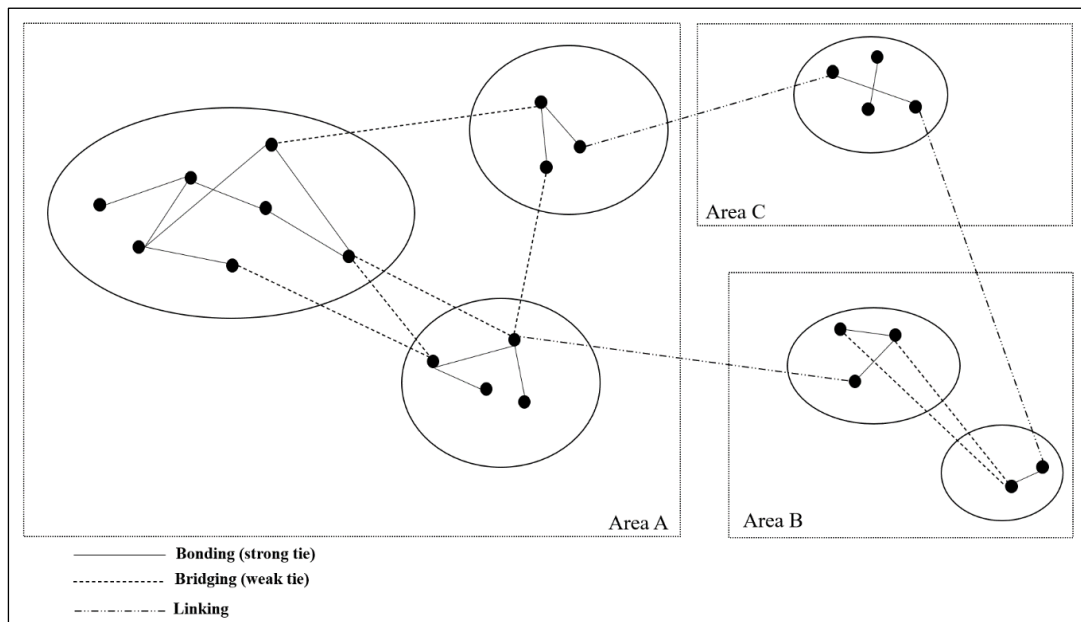 Area C
Area A
Area B
Bonding (strong tie)
Bridging (weak tie)
Linking